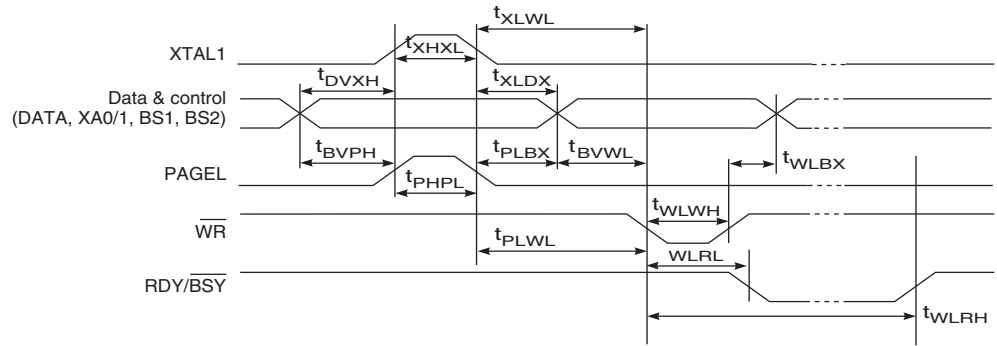 tXLWL
XTAL1
tXHXL
tDVXH
tXLDX
Data & control
(DATA, XA0/1, BS1, BS2)
tBVPH
tPLBX
tBVWL
tWLBX
PAGEL
tPHPL
tWLWH
WR
tPLWL
WLRL
RDY/BSY
tWLRH